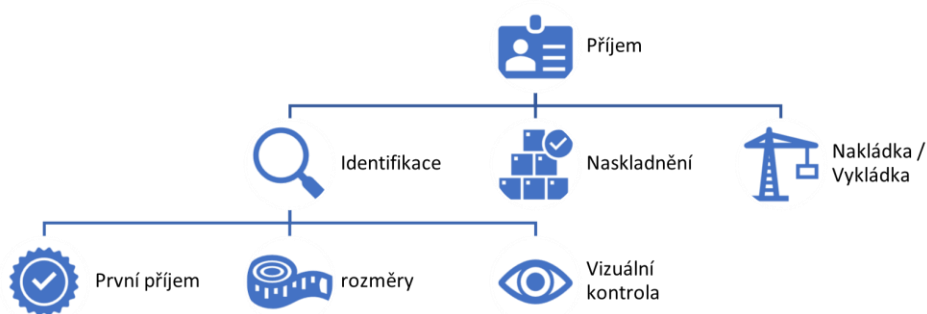 Příjem
Identifikace
Naskladnění
Nakládka /
Vykládka
První příjem
rozměry
Vizuální
kontrola